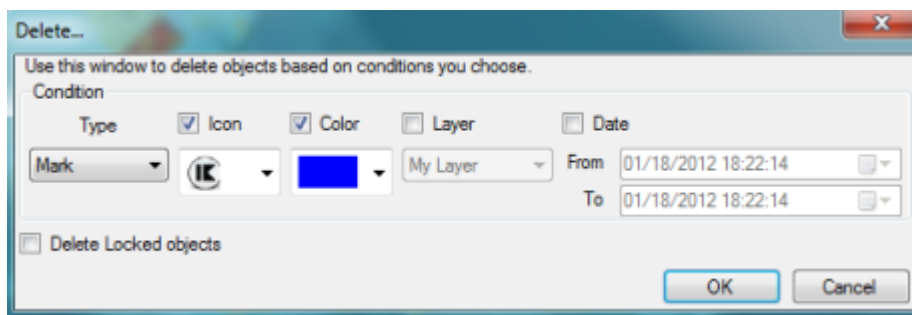 Delete...
Use this window to delete objects based on conditions you choose.
Condition
Type Icon Color Layer Date
Mark My Layer From 01/18/2012 18:22:14
To 01/18/2012 18:22:14
Delete Locked objects
OK Cancel